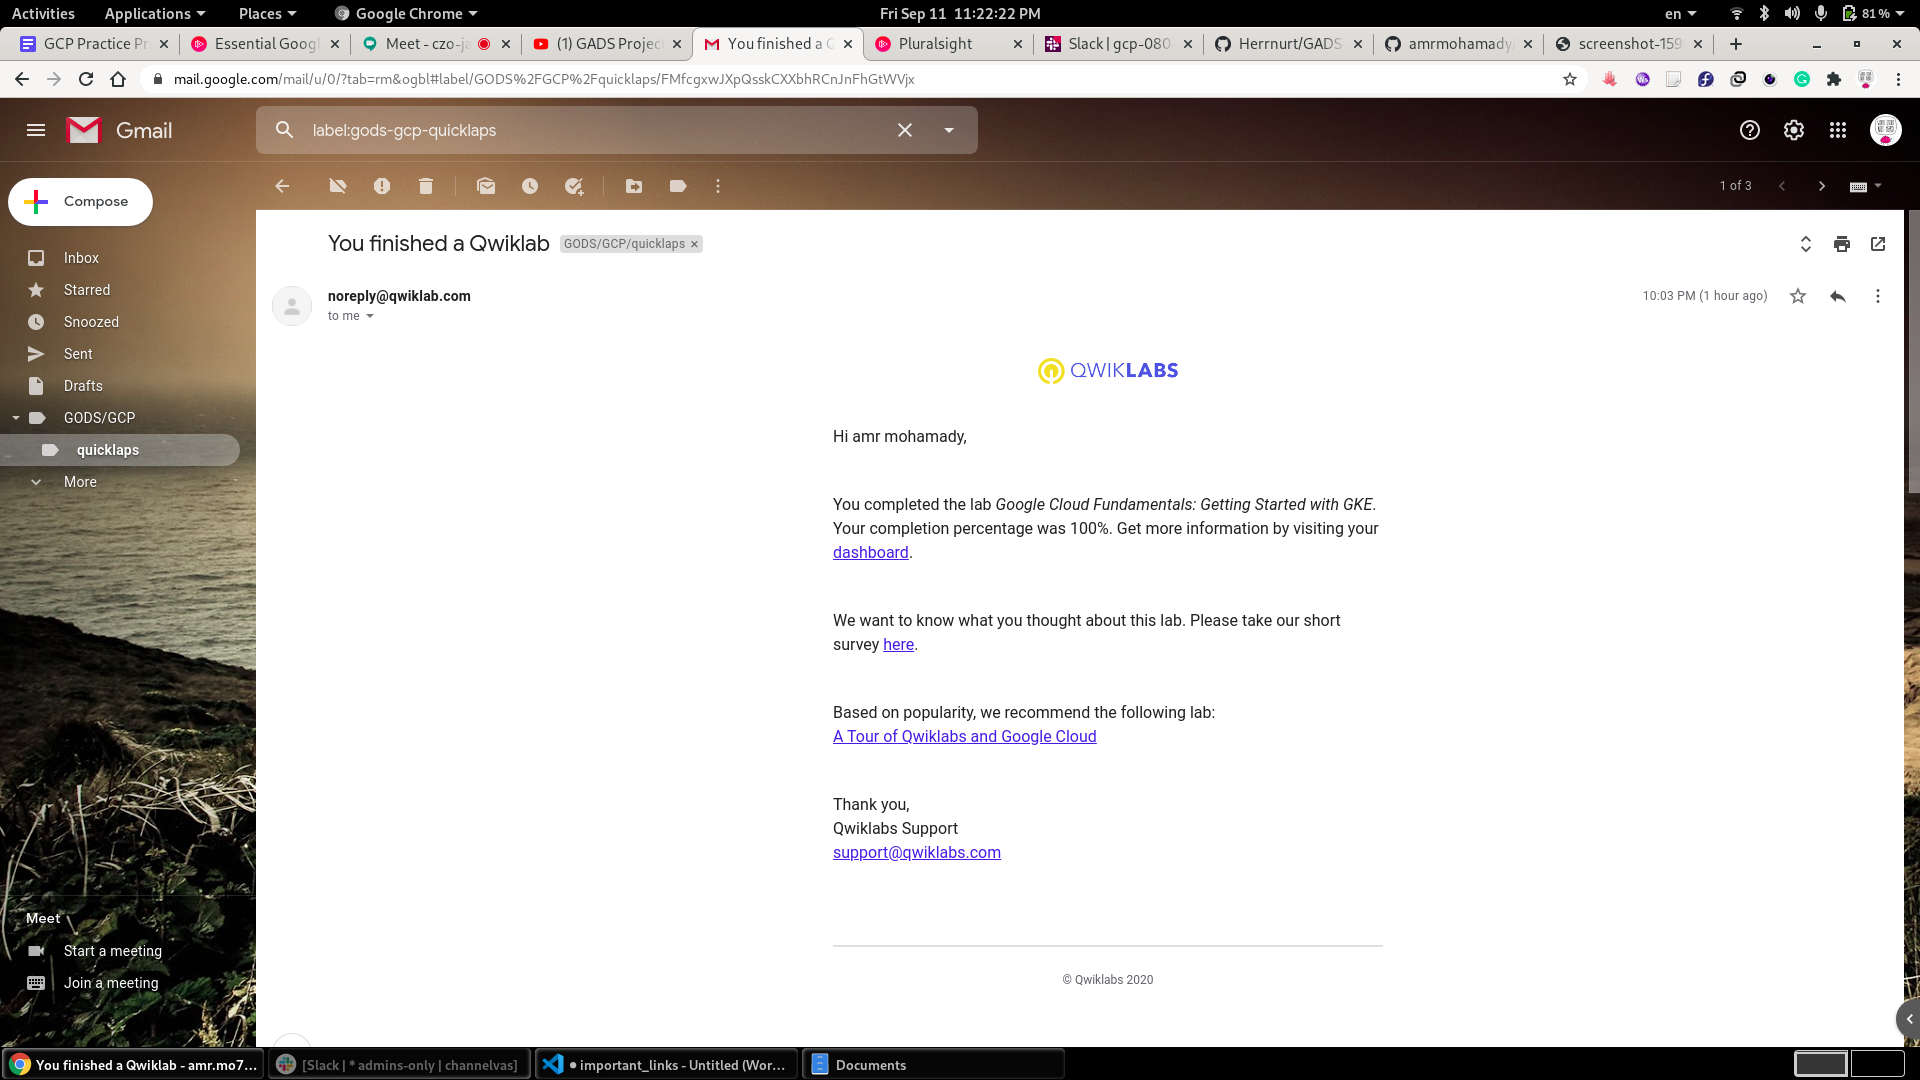 Activities Applications Places Google Chrome Fri Sep 11 11:22:22 PM en 81%
GCP Practice Pr Essential Googl Meet - czo-ja (1) GADS Projec You finished a Q Pluralsight Slack | gcp-080 Herrnurt/GADS amrmohamady screenshot-159
mail.google.com/mail/u/0/?tab=rm&ogbl#label/GODS%2FGCP%2Fquicklaps/FMfcgxwJXpQsskCXXbhRCnJnFhGtWVjx
Gmail
label:gods-gcp-quicklaps
Compose
1 of 3
Inbox
Starred
Snoozed
Sent
Drafts
GODS/GCP
quicklaps
More
Meet
Start a meeting
Join a meeting
You finished a Qwiklab GODS/GCP/quicklaps
noreply@qwiklab.com 10:03 PM (1 hour ago)
to me
QWIKLABS
Hi amr mohamady,
You completed the lab Google Cloud Fundamentals: Getting Started with GKE.
Your completion percentage was 100%. Get more information by visiting your
dashboard.
We want to know what you thought about this lab. Please take our short
survey here.
Based on popularity, we recommend the following lab:
A Tour of Qwiklabs and Google Cloud
Thank you,
Qwiklabs Support
support@qwiklabs.com
© Qwiklabs 2020
You finished a Qwiklab - amr.mo7... [Slack | * admins-only | channelvas] ● important_links - Untitled (Wor... Documents